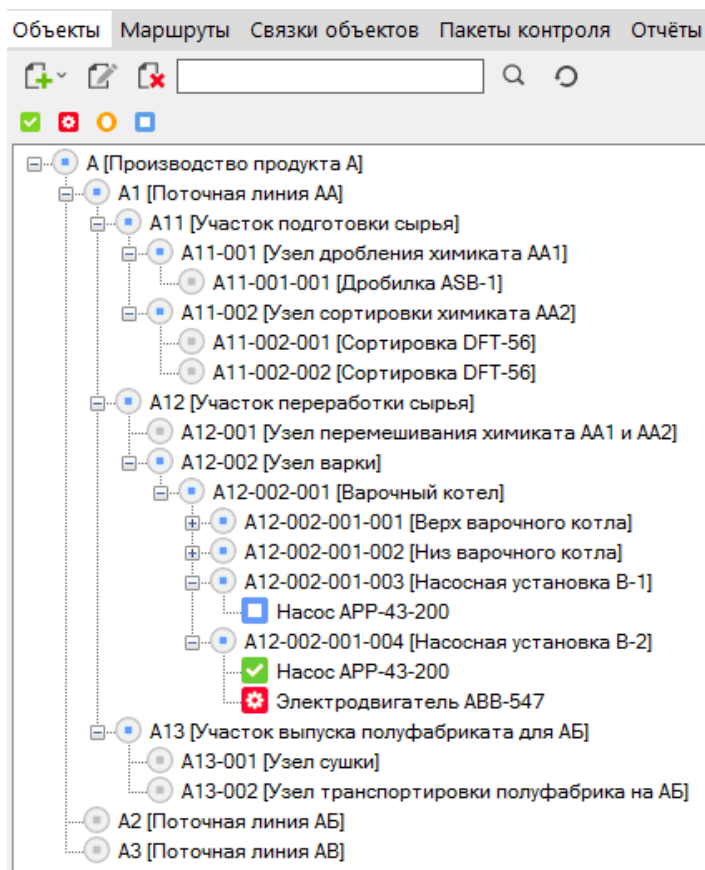 Объекты Маршруты Связки объектов Пакеты контроля Отчёты
А [Производство продукта А]
А1 [Поточная линия АА]
А11 [Участок подготовки сырья]
А11-001 [Узел дробления химиката АА1]
А11-001-001 [Дробилка ASB-1]
А11-002 [Узел сортировки химиката АА2]
А11-002-001 [Сортировка DFT-56]
А11-002-002 [Сортировка DFT-56]
А12 [Участок переработки сырья]
А12-001 [Узел перемешивания химиката АА1 и АА2]
А12-002 [Узел варки]
А12-002-001 [Варочный котел]
А12-002-001-001 [Верх варочного котла]
А12-002-001-002 [Низ варочного котла]
А12-002-001-003 [Насосная установка В-1]
Насос АРР-43-200
А12-002-001-004 [Насосная установка В-2]
Насос АРР-43-200
Электродвигатель АВВ-547
А13 [Участок выпуска полуфабриката для АБ]
А13-001 [Узел сушки]
А13-002 [Узел транспортировки полуфабрика на АБ]
А2 [Поточная линия АБ]
А3 [Поточная линия АВ]